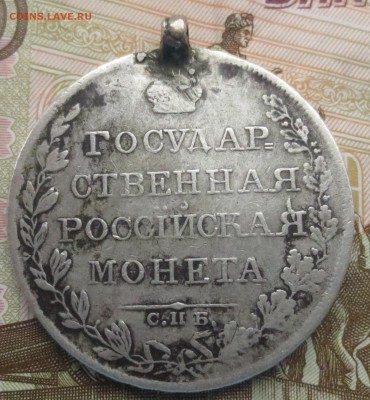 COINS.LAVE.RU
ГОСУДАР=
СТВЕННАЯ
РОССІЙСКАЯ
МОНЕТА
С.П.Б.